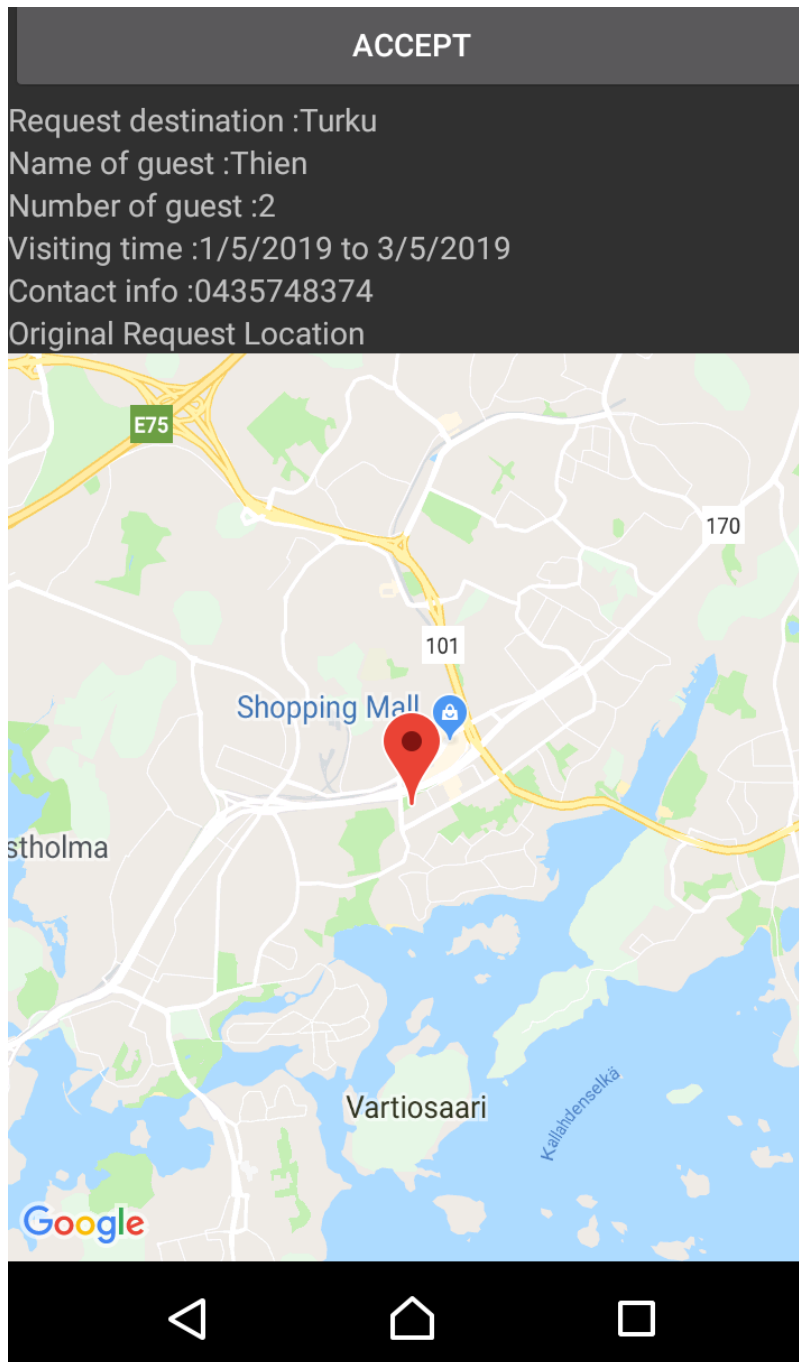 ACCEPT
Request destination :Turku
Name of guest :Thien
Number of guest :2
Visiting time :1/5/2019 to 3/5/2019
Contact info :0435748374
Original Request Location
E75
170
101
Shopping Mall
stholma
Vartiosaari
Kallahdenselkä
Google